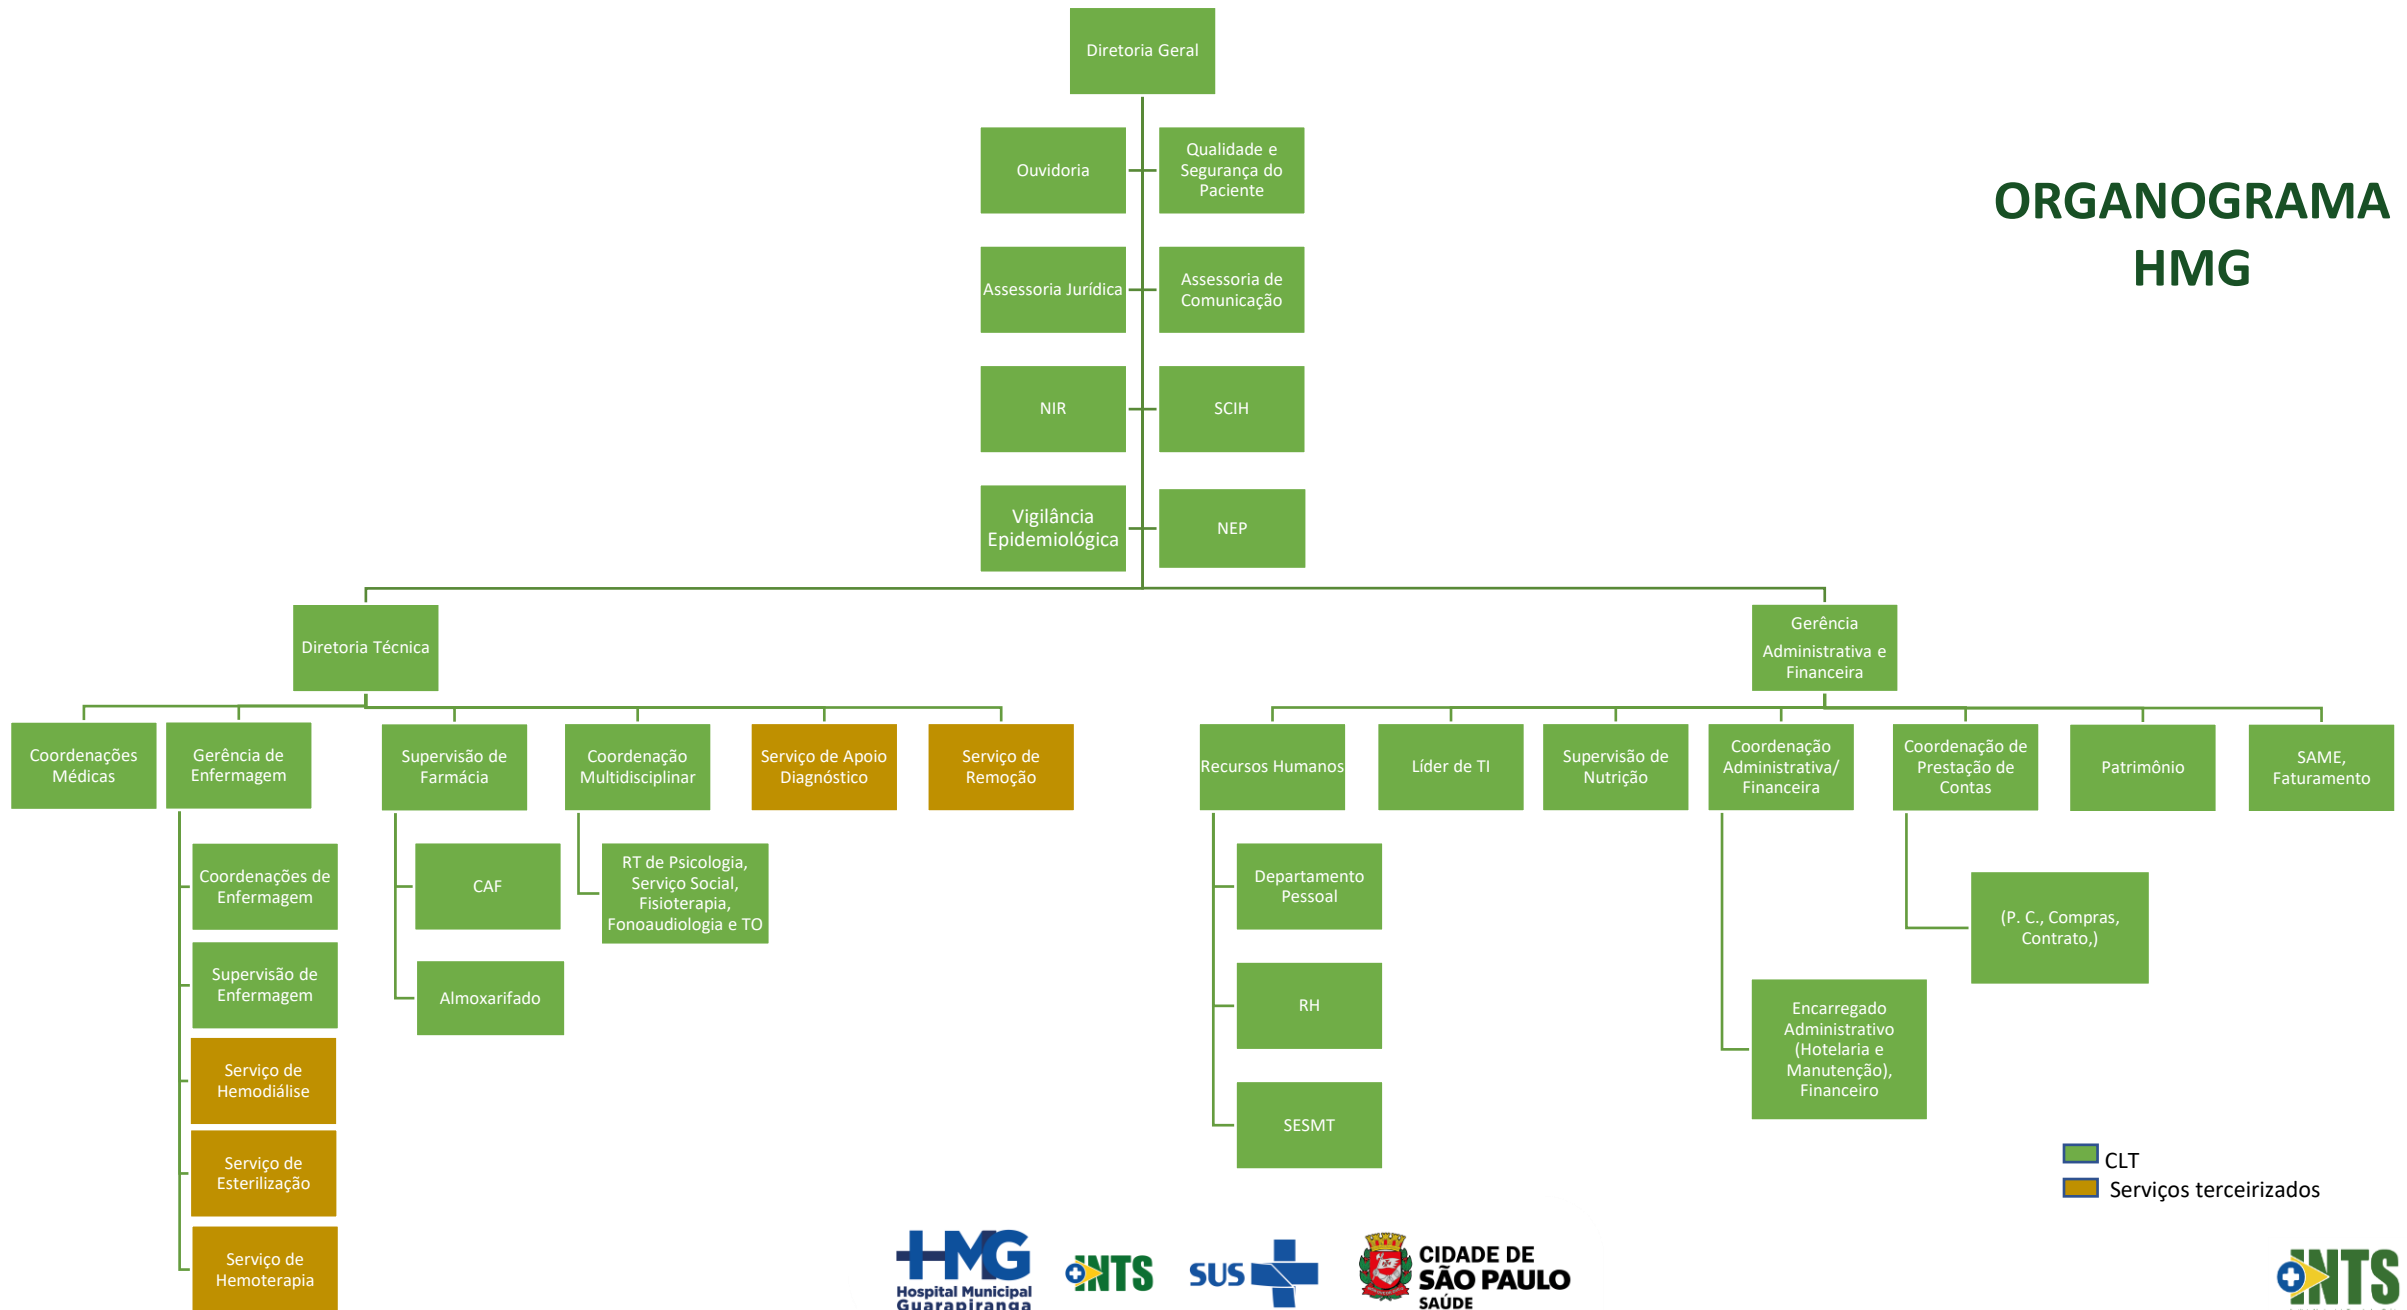 Diretoria Geral
Ouvidoria
Qualidade e
Segurança do
Paciente
ORGANOGRAMA
HMG
Assessoria Jurídica
Assessoria de
Comunicação
NIR
SCIH
Vigilância
Epidemiológica
NEP
Diretoria Técnica
Gerência
Administrativa e
Financeira
Coordenações
Médicas
Gerência de
Enfermagem
Supervisão de
Farmácia
Coordenação
Multidisciplinar
Serviço de Apoio
Diagnóstico
Serviço de
Remoção
Recursos Humanos
Líder de TI
Supervisão de
Nutrição
Coordenação
Administrativa/
Financeira
Coordenação de
Prestação de
Contas
Patrimônio
SAME,
Faturamento
Coordenações de
Enfermagem
Supervisão de
Enfermagem
Serviço de
Hemodiálise
Serviço de
Esterilização
Serviço de
Hemoterapia
CAF
Almoxarifado
RT de Psicologia,
Serviço Social,
Fisioterapia,
Fonoaudiologia e TO
Departamento
Pessoal
RH
SESMT
Encarregado
Administrativo
(Hotelaria e
Manutenção),
Financeiro
(P. C., Compras,
Contrato,)
CLT
Serviços terceirizados
HMG
Hospital Municipal
Guarapiranga
INTS
SUS
CIDADE DE
SÃO PAULO
SAÚDE
INTS